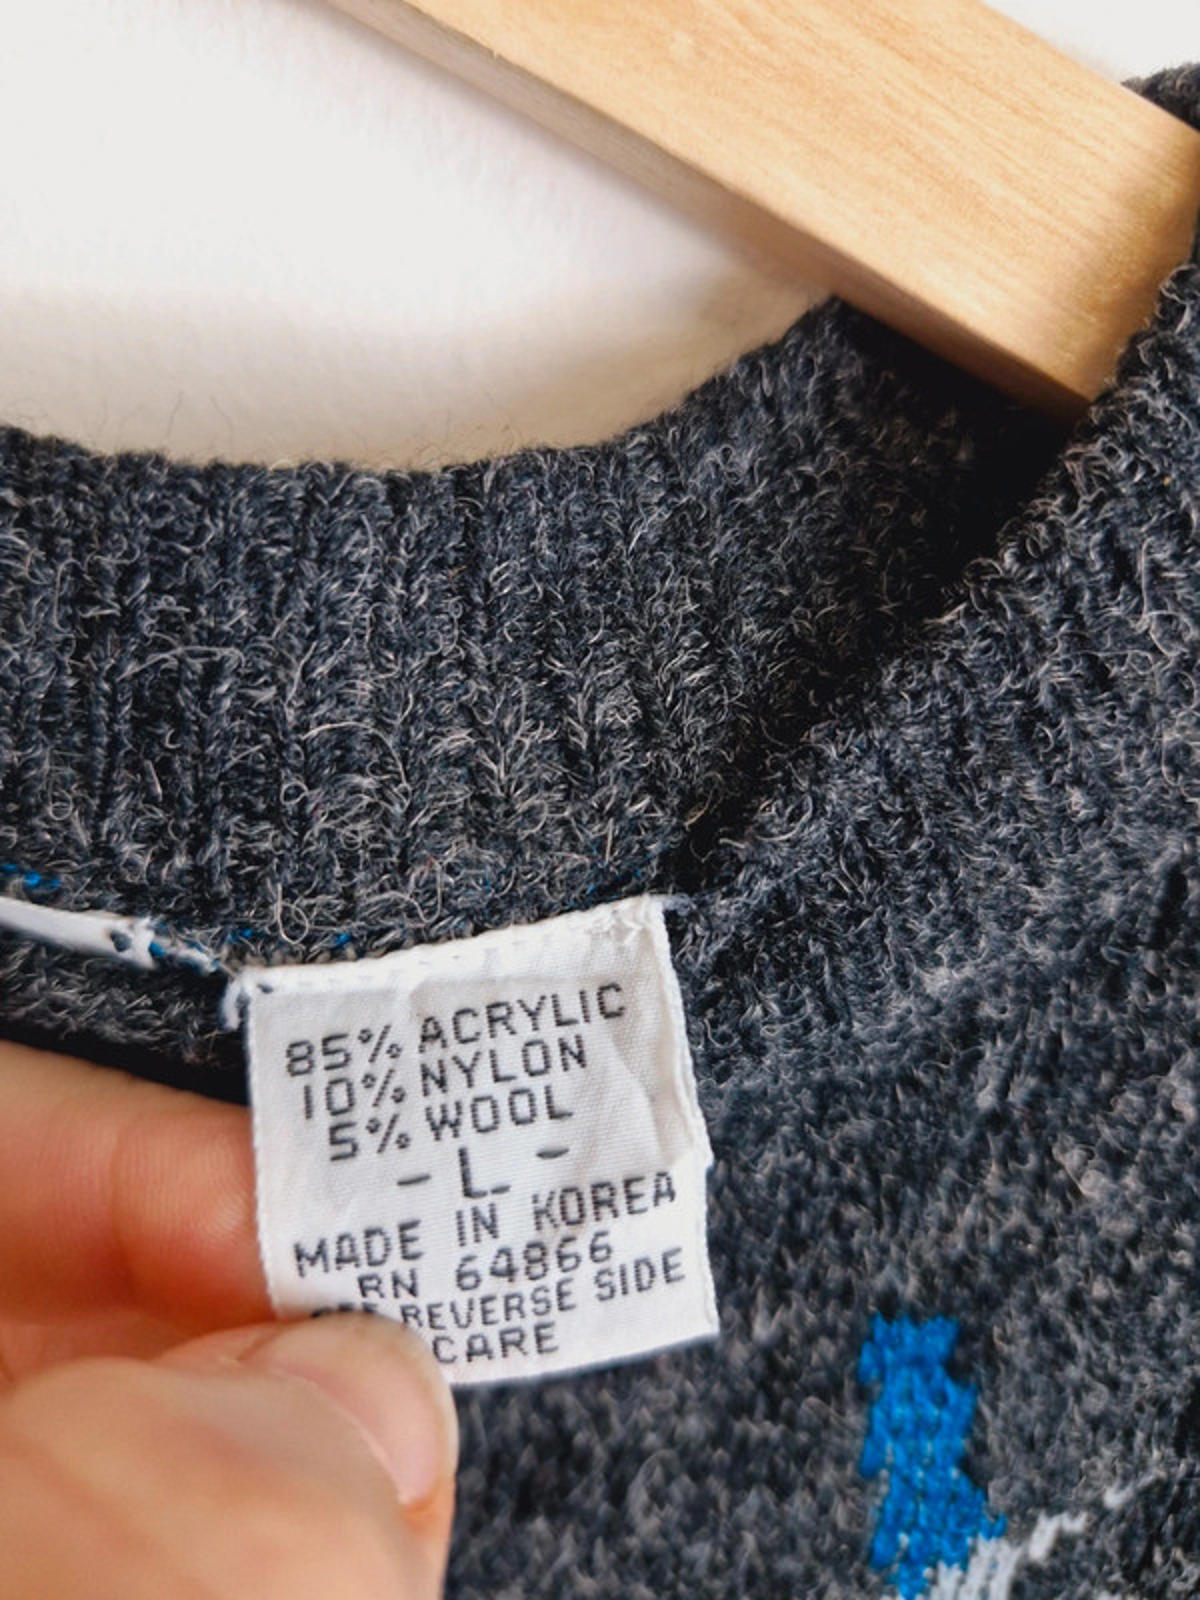 85% ACRYLIC
10% NYLON
5% WOOL
- L -
MADE IN KOREA
RN 64866
REVERSE SIDE
CARE